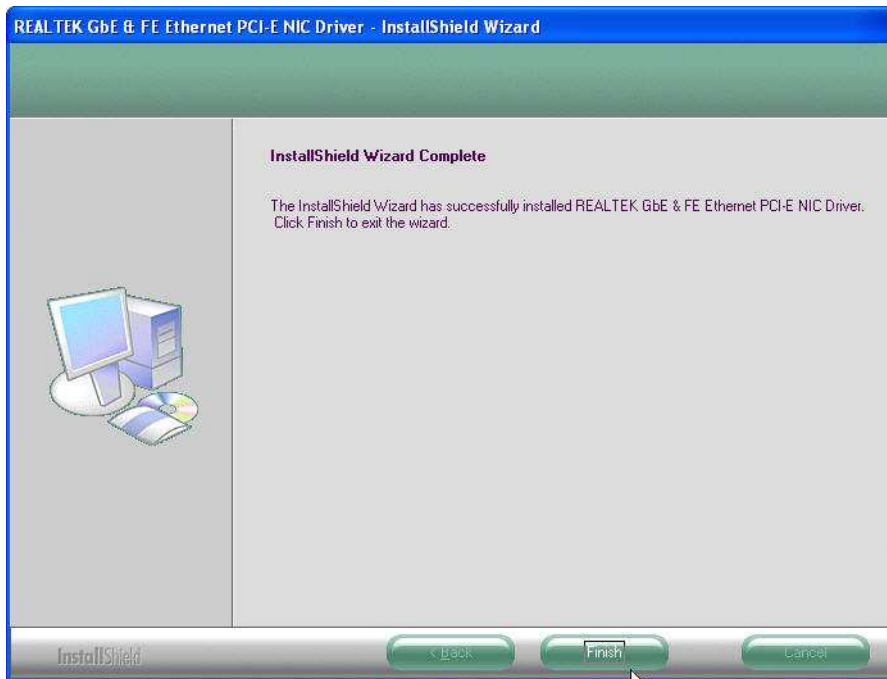 REALTEK GbE & FE Ethernet PCI-E NIC Driver - InstallShield Wizard
InstallShield Wizard Complete
The InstallShield Wizard has successfully installed REALTEK GbE & FE Ethernet PCI-E NIC Driver.
Click Finish to exit the wizard.
InstallShield
< Back
Finish
Cancel